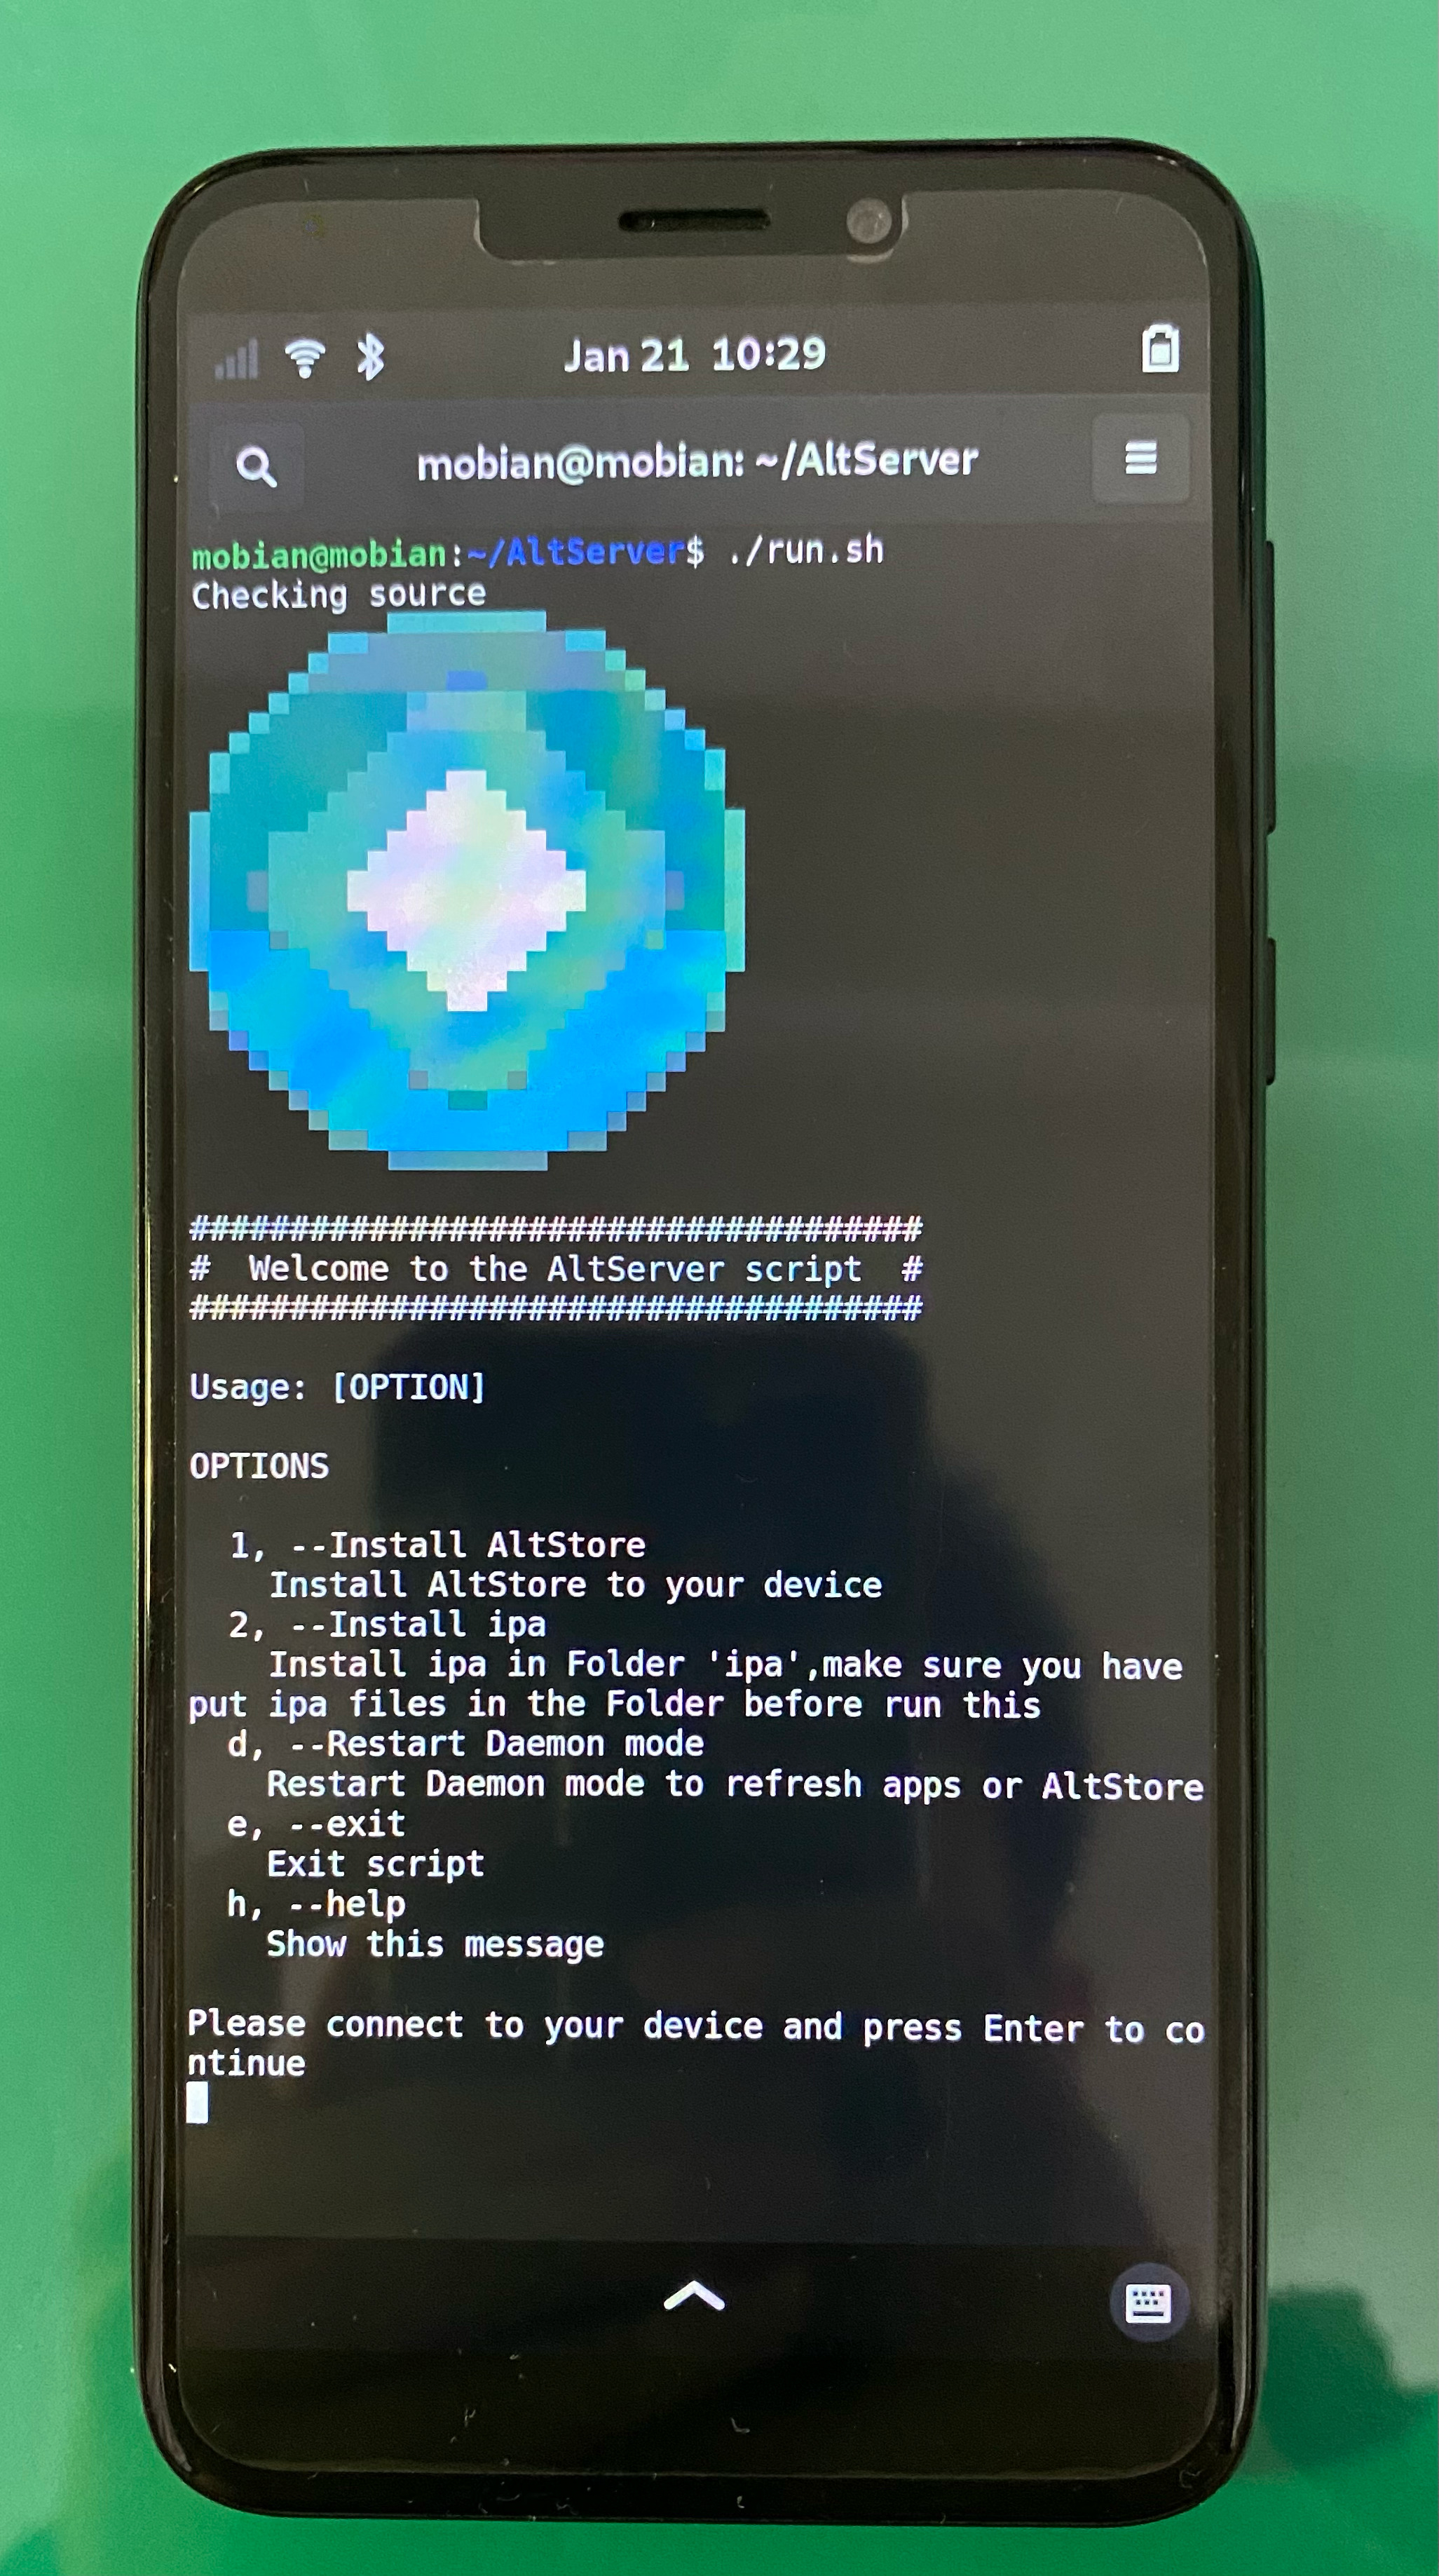 Jan 21 10:29
mobian@mobian: ~/AltServer
mobian@mobian:~/AltServer$ ./run.sh
Checking source
#####################################
#  Welcome to the AltServer script  #
#####################################
Usage: [OPTION]
OPTIONS
1, --Install AltStore
Install AltStore to your device
2, --Install ipa
Install ipa in Folder 'ipa',make sure you have
put ipa files in the Folder before run this
d, --Restart Daemon mode
Restart Daemon mode to refresh apps or AltStore
e, --exit
Exit script
h, --help
Show this message
Please connect to your device and press Enter to co
ntinue